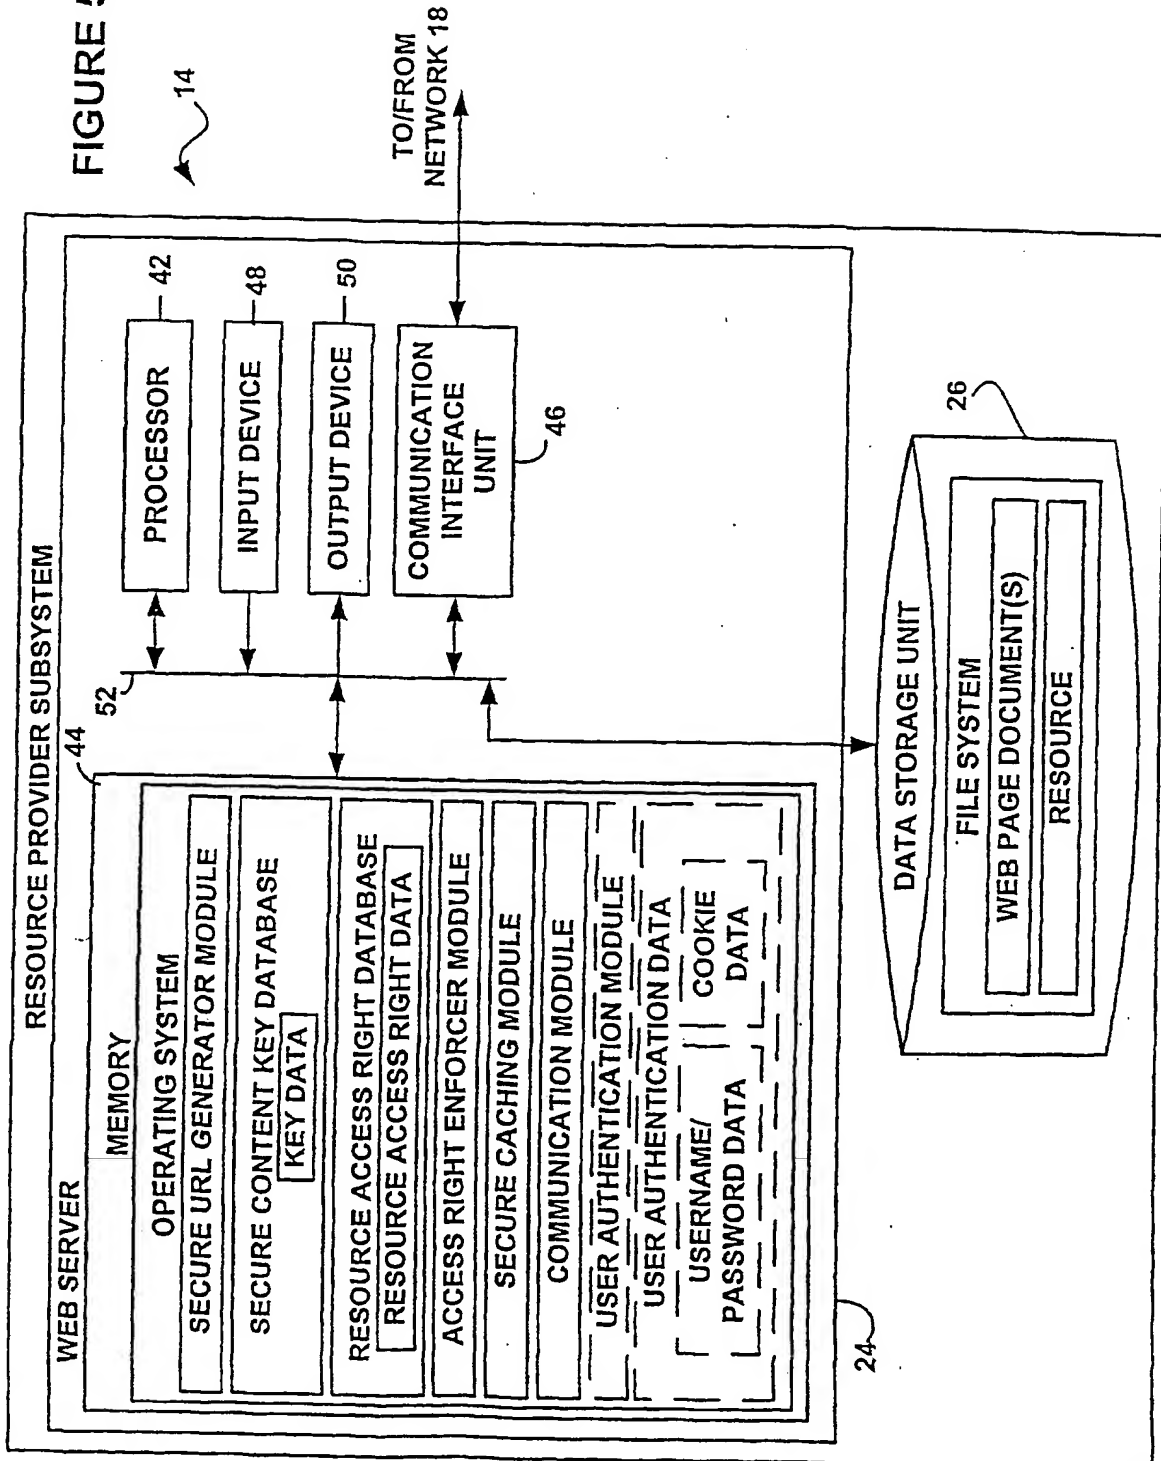 FIGURE 5
14
RESOURCE PROVIDER SUBSYSTEM
WEB SERVER
44
MEMORY
OPERATING SYSTEM
SECURE URL GENERATOR MODULE
SECURE CONTENT KEY DATABASE
KEY DATA
RESOURCE ACCESS RIGHT DATABASE
RESOURCE ACCESS RIGHT DATA
ACCESS RIGHT ENFORCER MODULE
SECURE CACHING MODULE
COMMUNICATION MODULE
USER AUTHENTICATION MODULE
USER AUTHENTICATION DATA
USERNAME/
PASSWORD DATA
COOKIE
DATA
24
52
PROCESSOR
42
INPUT DEVICE
48
OUTPUT DEVICE
50
COMMUNICATION
INTERFACE
UNIT
46
TO/FROM
NETWORK 18
DATA STORAGE UNIT
26
FILE SYSTEM
WEB PAGE DOCUMENT(S)
RESOURCE